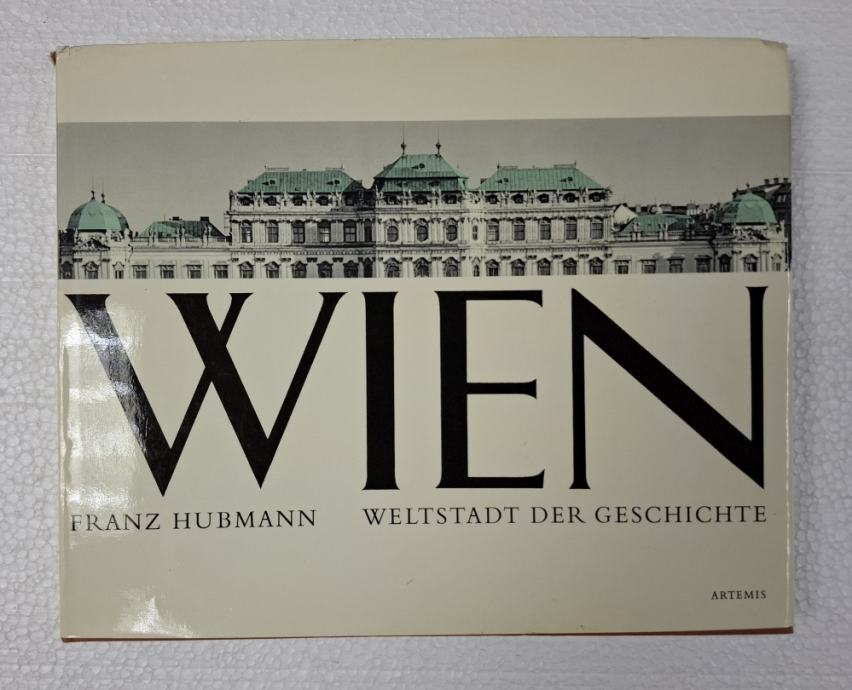 WIEN
FRANZ HUBMANN WELTSTADT DER GESCHICHTE
ARTEMIS